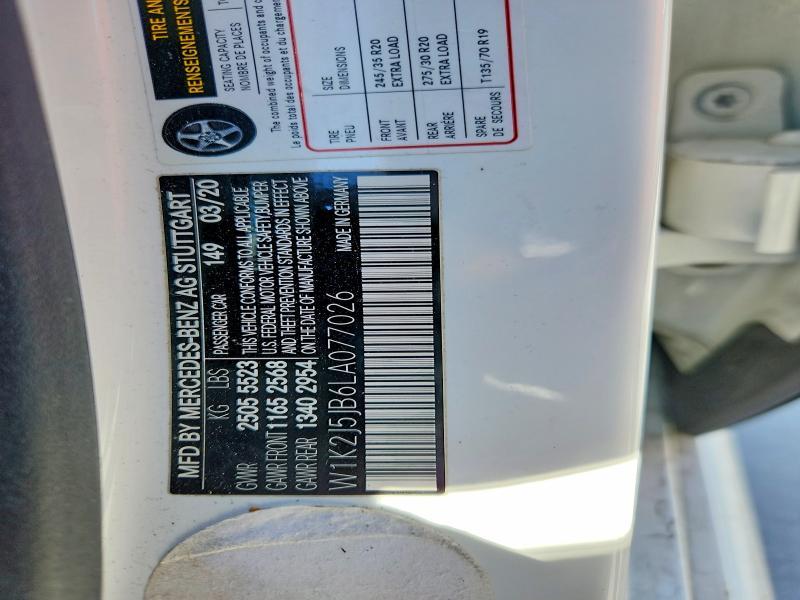 TIRE AND
RENSEIGNEMENTS
SEATING CAPACITY
NOMBRE DE PLACES
The combined weight of occupants and
Le poids total des occupants et du chargement
TIRE SIZE
PNEU DIMENSIONS
FRONT 245/35 R20
AVANT EXTRA LOAD
REAR 275/30 R20
ARRIÈRE EXTRA LOAD
SPARE T135/70 R19
DE SECOURS
MFD BY MERCEDES-BENZ AG STUTTGART
KG LBS PASSENGER CAR 149 03/20
GVWR 2505 5523 THIS VEHICLE CONFORMS TO ALL APPLICABLE
GAWR FRONT 1165 2568 U.S. FEDERAL MOTOR VEHICLE SAFETY, BUMPER
GAWR REAR 1340 2954 AND THEFT PREVENTION STANDARDS IN EFFECT
ON THE DATE OF MANUFACTURE SHOWN ABOVE
W1K2J5JB6LA077026 MADE IN GERMANY